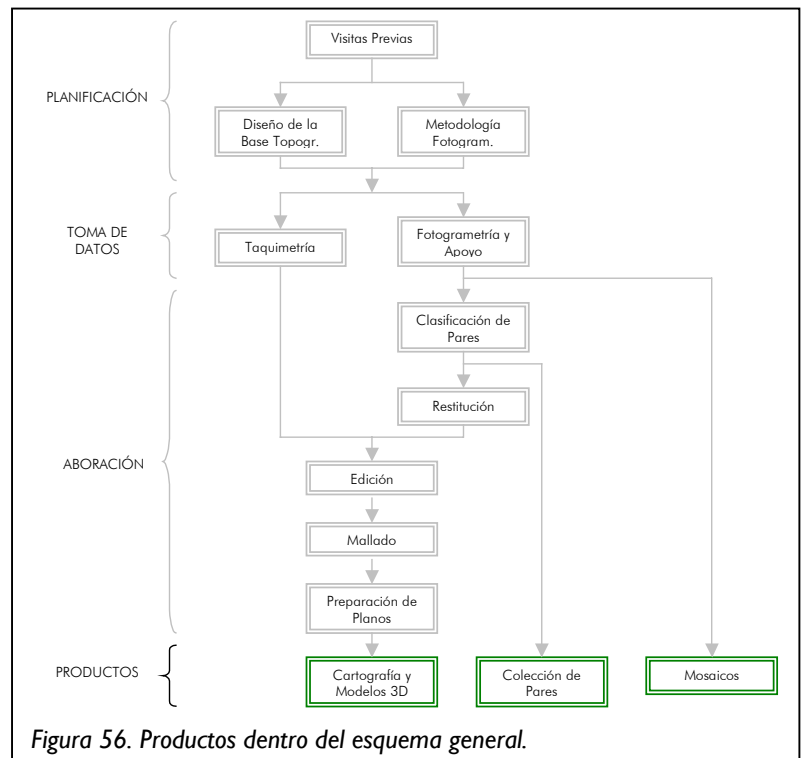 Visitas Previas
PLANIFICACIÓN
Diseño de la
Base Topogr.
Metodología
Fotogram.
TOMA DE
DATOS
Taquimetría
Fotogrametría y
Apoyo
Clasificación de
Pares
Restitución
ABORACIÓN
Edición
Mallado
Preparación de
Planos
PRODUCTOS
Cartografía y
Modelos 3D
Colección de
Pares
Mosaicos
Figura 56. Productos dentro del esquema general.